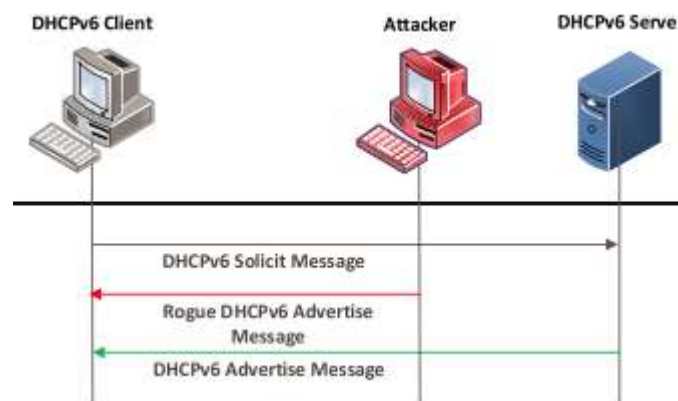 DHCPv6 Client
Attacker
DHCPv6 Serve
DHCPv6 Solicit Message
Rogue DHCPv6 Advertise
Message
DHCPv6 Advertise Message